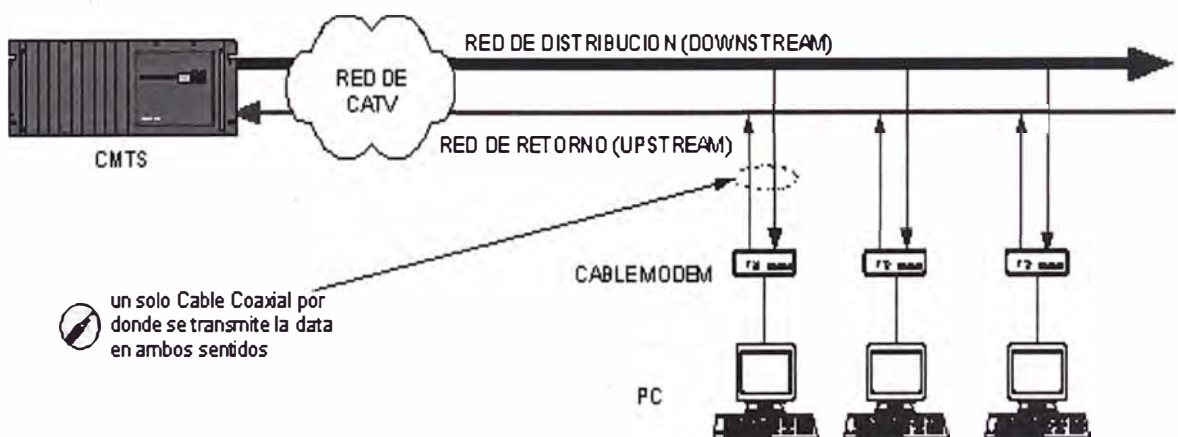 RED DE DISTRIBUCION (DOWNSTREAM)
RED DE
CATV
CMTS
RED DE RETORNO (UPSTREAM)
CABLEMODEM
un solo Cable Coaxial por
donde se transmite la data
en ambos sentidos
PC